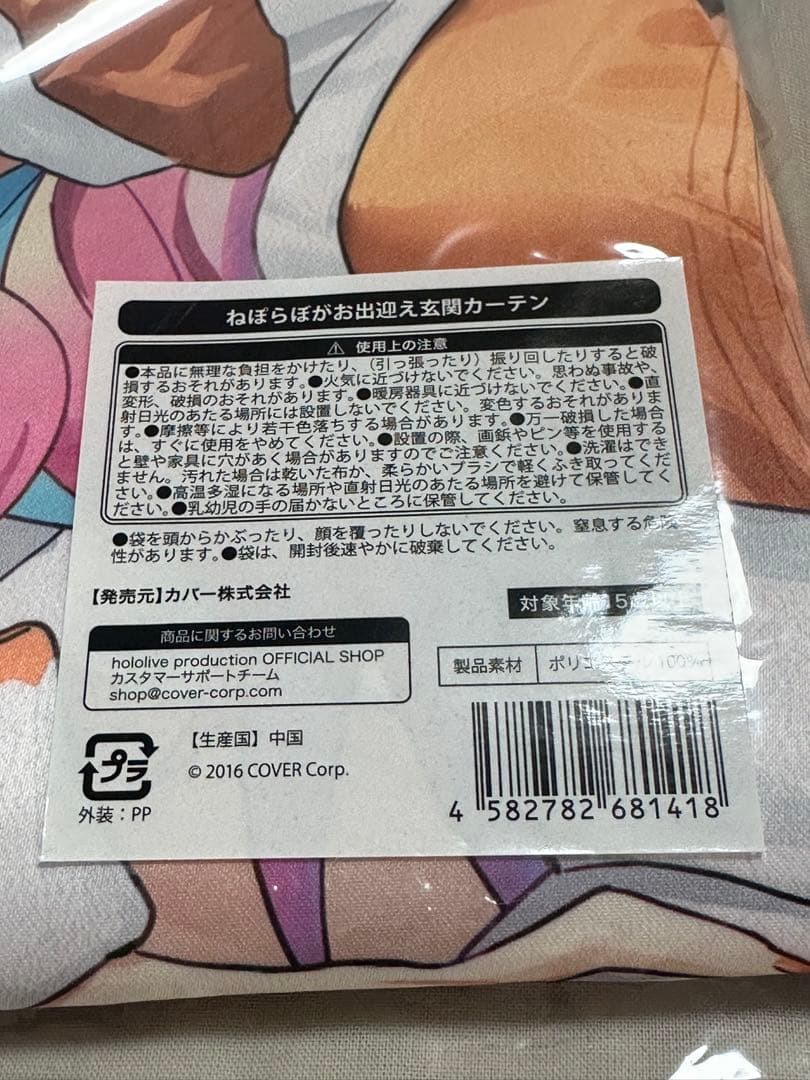 ねぽらぼがお出迎え玄関カーテン
⚠ 使用上の注意
●本品に無理な負担をかけたり、(引っ張ったり)振り回したりすると破
損するおそれがあります。●火気に近づけないでください。思わぬ事故や、
変形、破損のおそれがあります。●暖房器具に近づけないでください。●直
射日光のあたる場所には設置しないでください。変色するおそれがありま
す。●摩擦等により若干色落ちする場合があります。●万一破損した場合
は、すぐに使用をやめてください。●設置の際、画鋲やピン等を使用する
と壁や家具に穴があく場合がありますのでご注意ください。●洗濯はでき
ません。汚れた場合は乾いた布か、柔らかいブラシで軽くふき取ってくだ
さい。●高温多湿になる場所や直射日光のあたる場所を避けて保管してく
ださい。●乳幼児の手の届かないところに保管してください。
●袋を頭からかぶったり、顔を覆ったりしないでください。窒息する危険
性があります。●袋は、開封後速やかに破棄してください。
【発売元】カバー株式会社
対象年齢15歳以上
商品に関するお問い合わせ
hololive production OFFICIAL SHOP
カスタマーサポートチーム
shop@cover-corp.com
製品素材 ポリエステル100%
プラ
外装：PP
【生産国】中国
© 2016 COVER Corp.
4 582782 681418